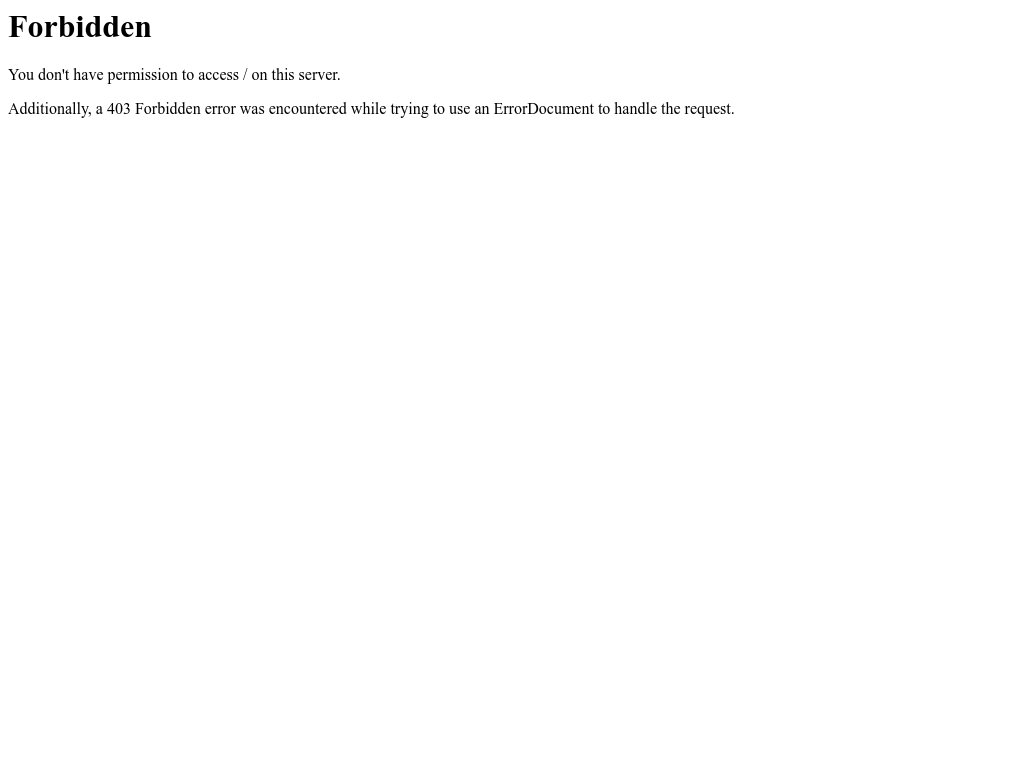 Forbidden
You don't have permission to access / on this server.
Additionally, a 403 Forbidden error was encountered while trying to use an ErrorDocument to handle the request.